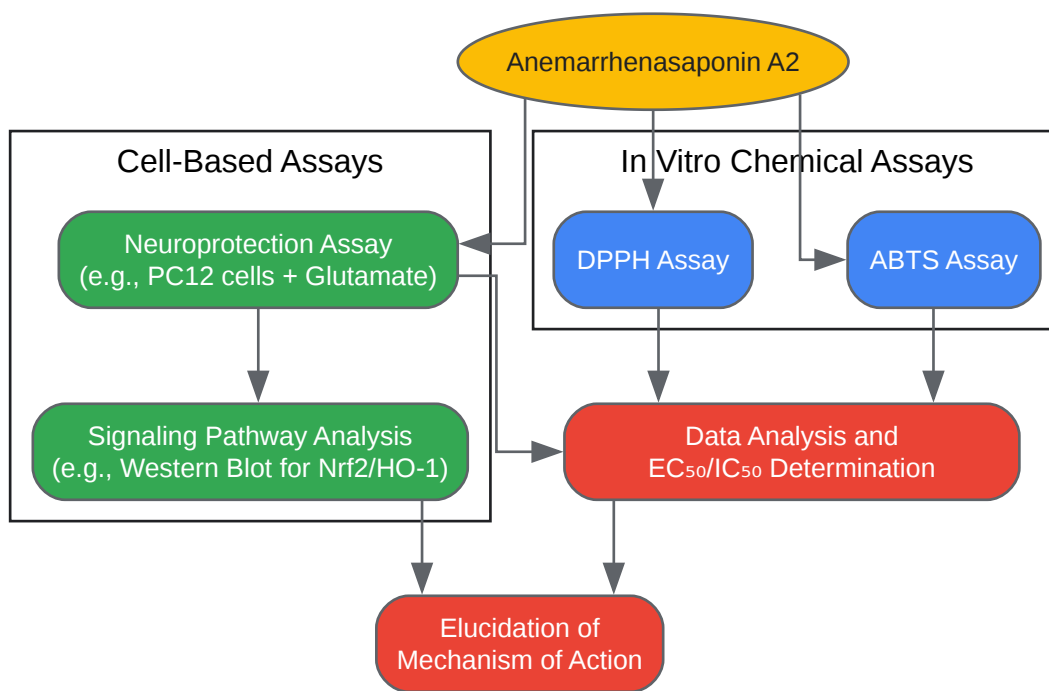 Anemarrhenasaponin A2
Cell-Based Assays
In Vitro Chemical Assays
Neuroprotection Assay
(e.g., PC12 cells + Glutamate)
DPPH Assay
ABTS Assay
Signaling Pathway Analysis
(e.g., Western Blot for Nrf2/HO-1)
Data Analysis and
EC₅₀/IC₅₀ Determination
Elucidation of
Mechanism of Action